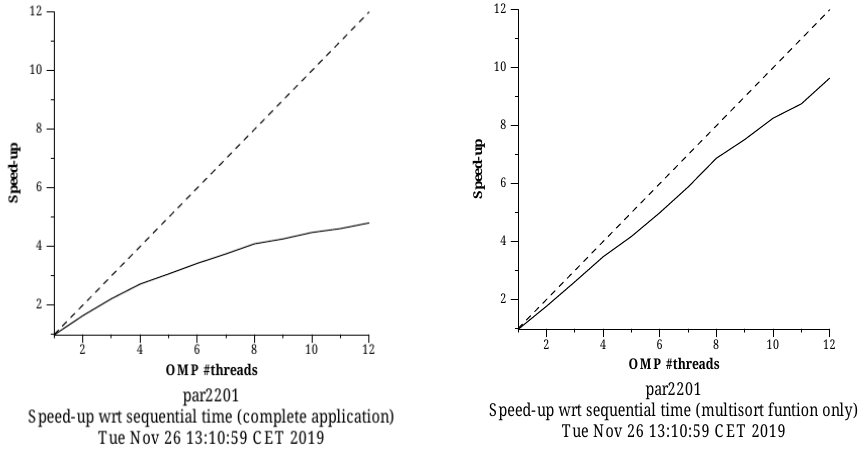 12
10
8
6
4
2
Speed-up
2 4 6 8 10 12
OMP #threads
par2201
Speed-up wrt sequential time (complete application)
Tue Nov 26 13:10:59 CET 2019
12
10
8
6
4
2
Speed-up
2 4 6 8 10 12
OMP #threads
par2201
Speed-up wrt sequential time (multisort funtion only)
Tue Nov 26 13:10:59 CET 2019